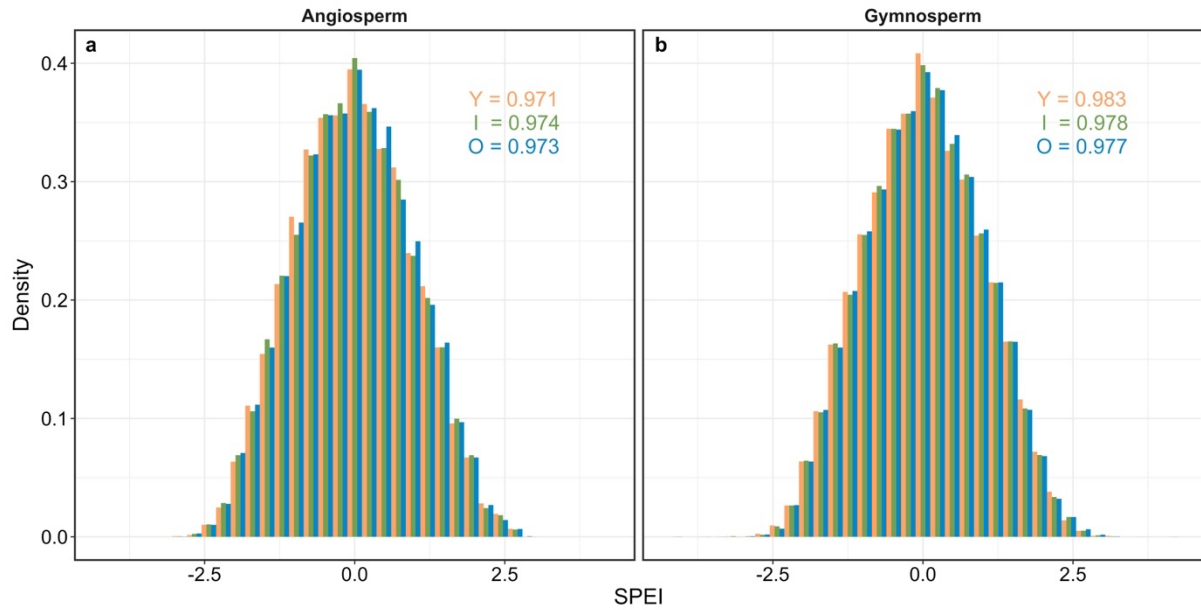 Angiosperm
Gymnosperm
a
b
Y = 0.971
I = 0.974
O = 0.973
Y = 0.983
I = 0.978
O = 0.977
Density
0.4
0.3
0.2
0.1
0.0
-2.5
0.0
2.5
-2.5
0.0
2.5
SPEI